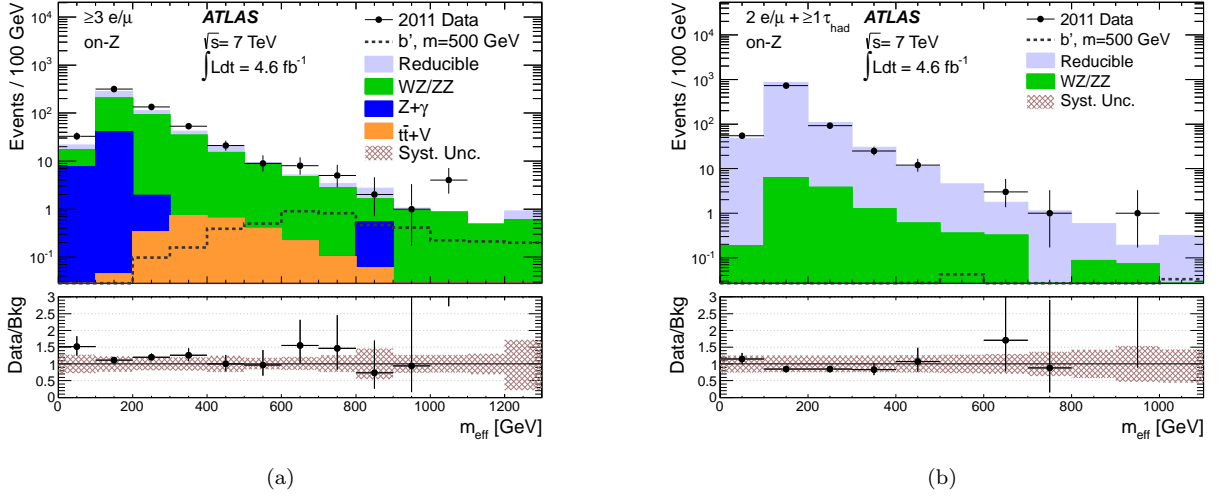 ≥3 e/μ ATLAS
on-Z √s= 7 TeV
∫Ldt = 4.6 fb⁻¹
2011 Data
b', m=500 GeV
Reducible
WZ/ZZ
Z+γ
tt̄+V
Syst. Unc.
Events / 100 GeV
10⁴
10³
10²
10
1
10⁻¹
Data/Bkg
3
2.5
2
1.5
1
0.5
0
0 200 400 600 800 1000 1200
m_eff [GeV]
(a)
2 e/μ + ≥1 τ_had ATLAS
on-Z √s= 7 TeV
∫Ldt = 4.6 fb⁻¹
2011 Data
b', m=500 GeV
Reducible
WZ/ZZ
Syst. Unc.
Events / 100 GeV
10⁴
10³
10²
10
1
10⁻¹
Data/Bkg
3
2.5
2
1.5
1
0.5
0
0 200 400 600 800 1000
m_eff [GeV]
(b)